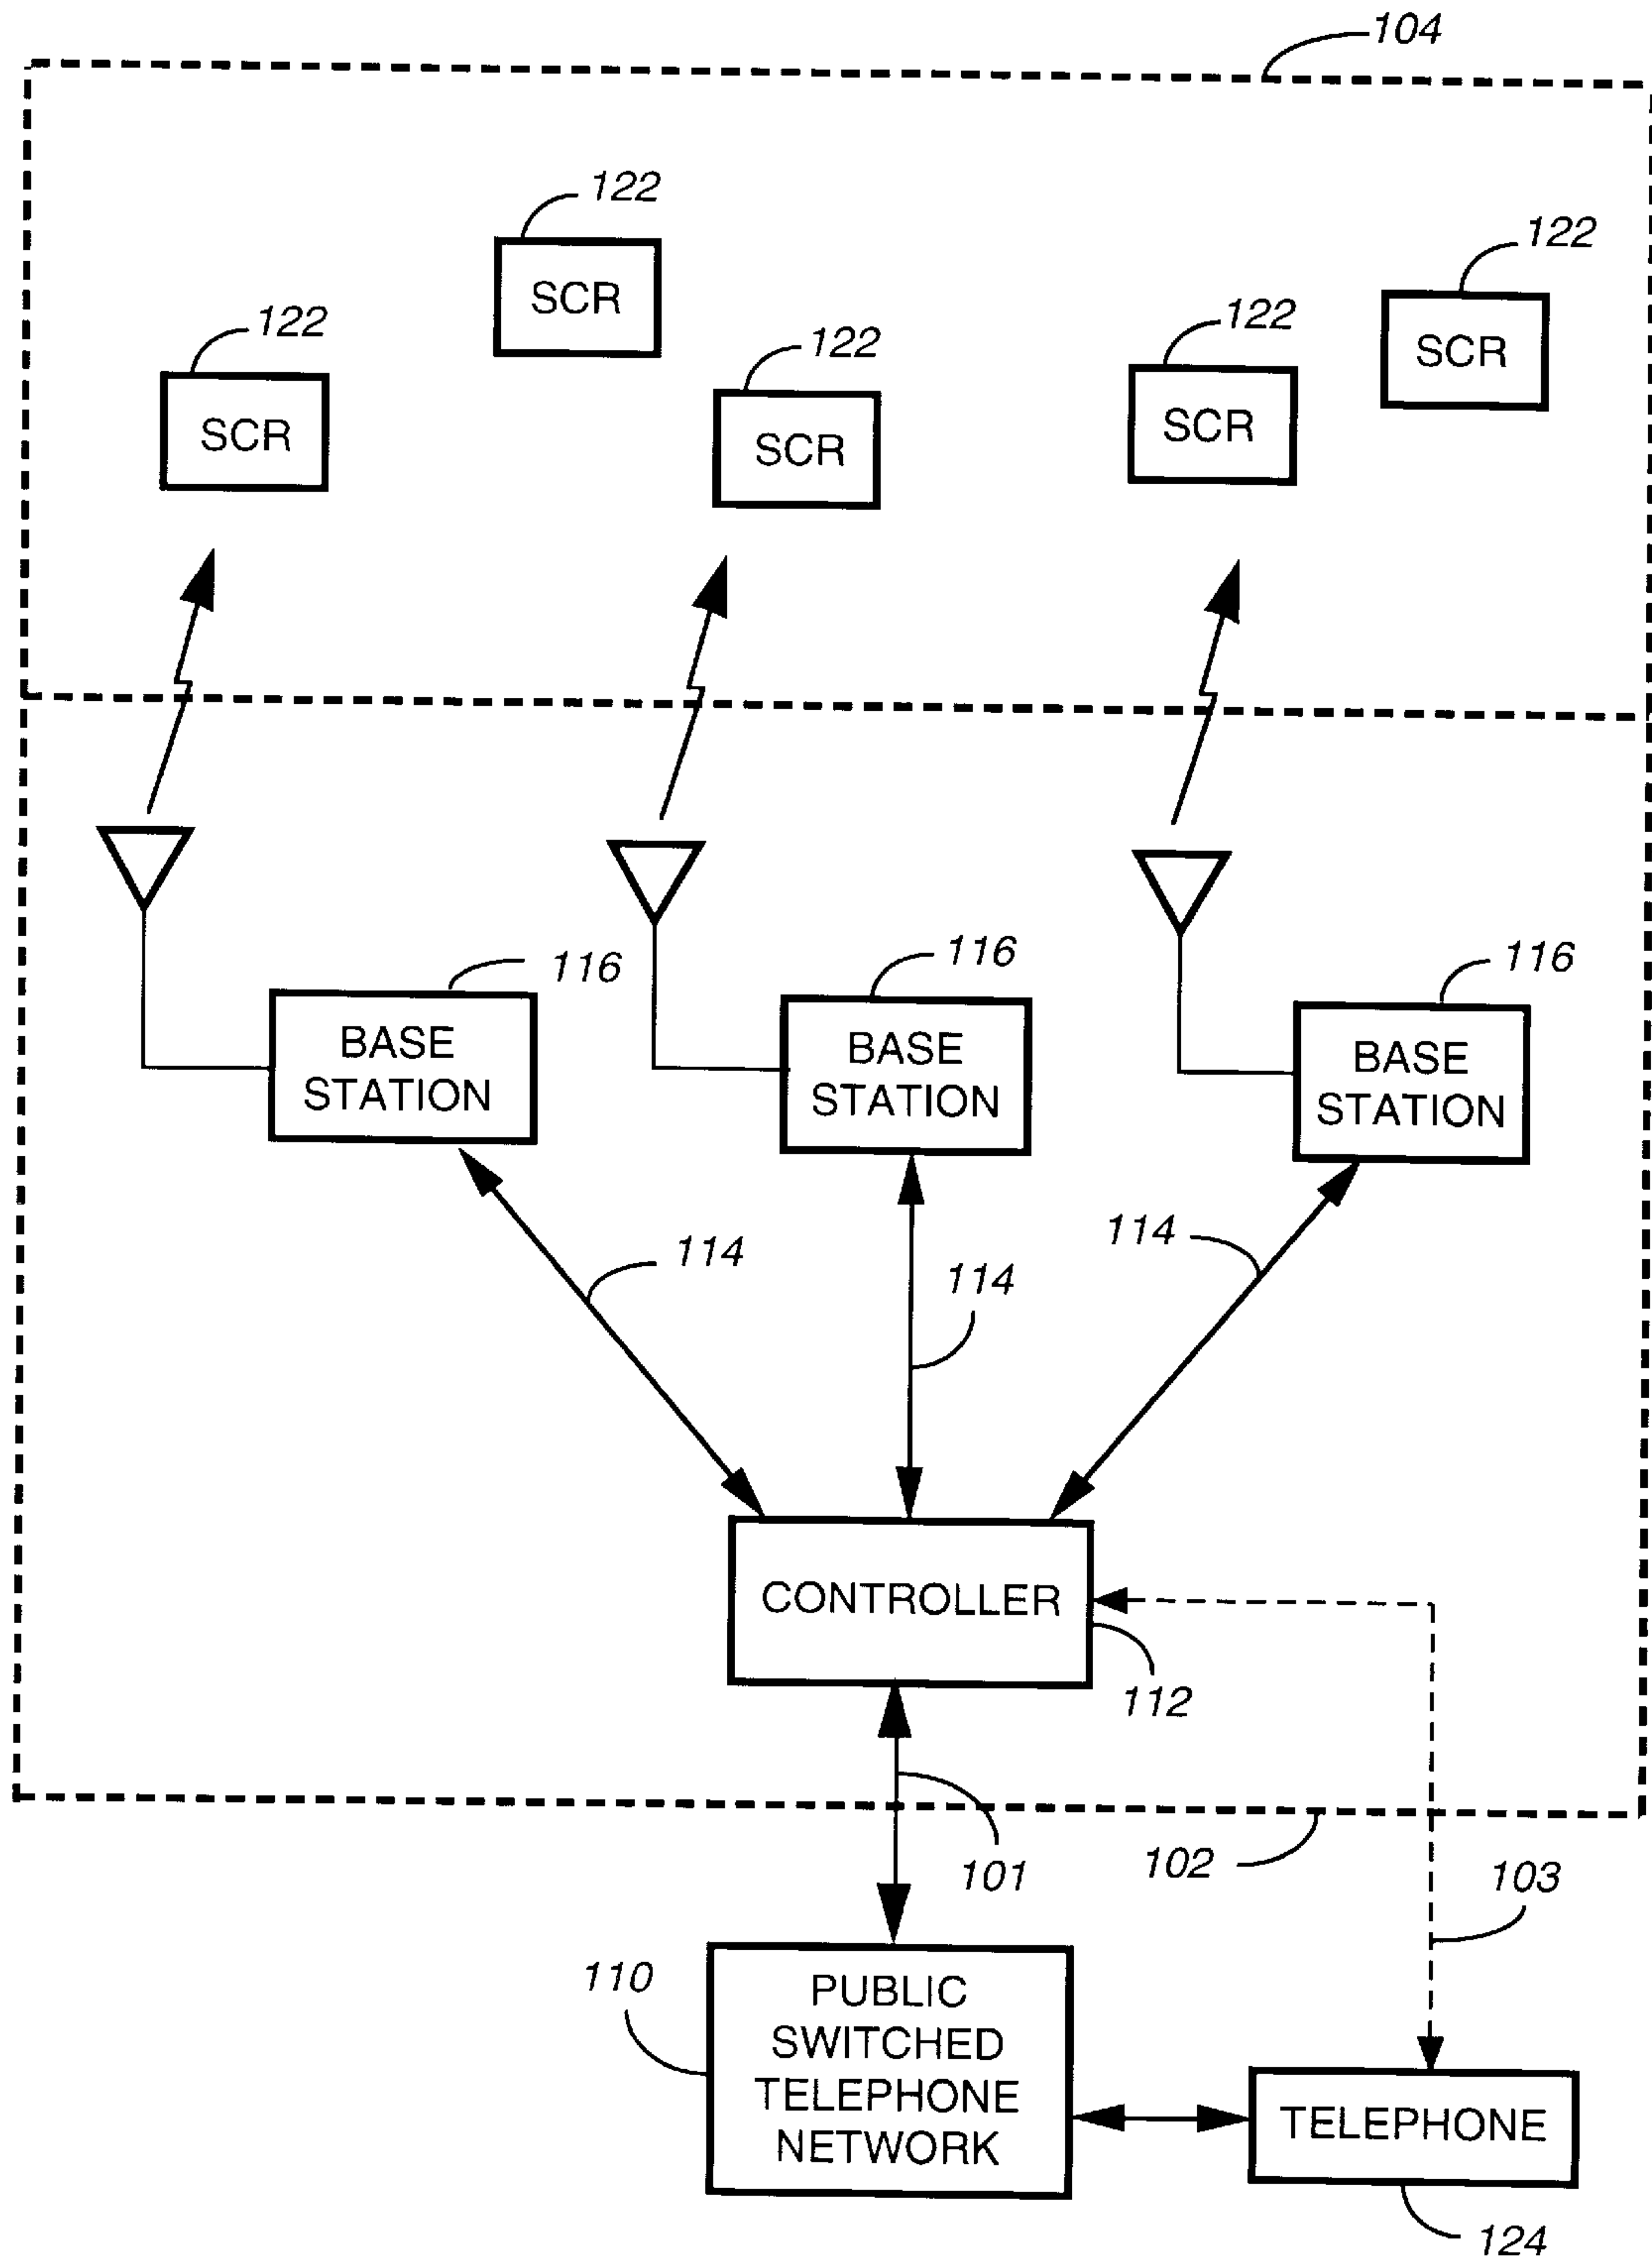 104
122
122
SCR
122
122
122
SCR
SCR
SCR
SCR
116
116
116
BASE
STATION
BASE
STATION
BASE
STATION
114
114
114
CONTROLLER
112
101
102
103
110
PUBLIC
SWITCHED
TELEPHONE
NETWORK
TELEPHONE
124